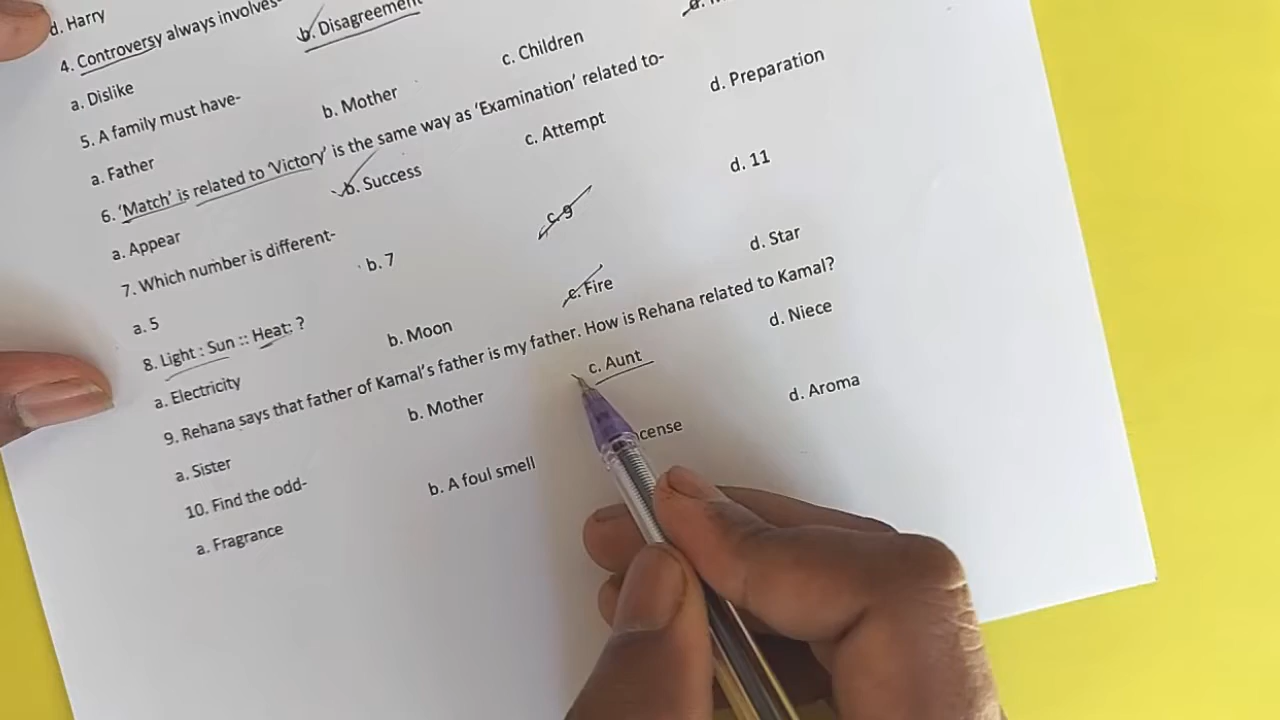 d. Harry
4. Controversy always involves-
a. Dislike b. Disagreement
5. A family must have-
a. Father b. Mother c. Children
6. 'Match' is related to 'Victory' is the same way as 'Examination' related to-
a. Appear b. Success c. Attempt d. Preparation
7. Which number is different-
a. 5 b. 7 c. 9 d. 11
8. Light : Sun :: Heat: ?
a. Electricity b. Moon c. Fire d. Star
9. Rehana says that father of Kamal's father is my father. How is Rehana related to Kamal?
a. Sister b. Mother c. Aunt d. Niece
10. Find the odd-
a. Fragrance b. A foul smell d. Aroma